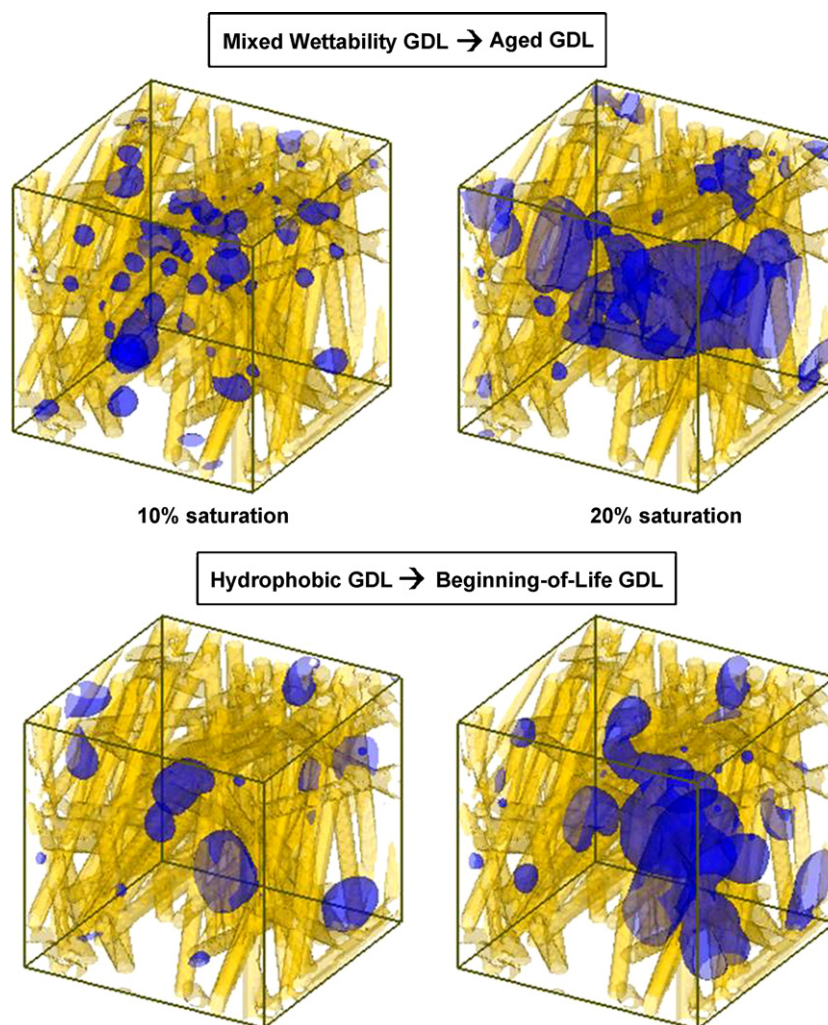 Mixed Wettability GDL → Aged GDL
10% saturation
20% saturation
Hydrophobic GDL → Beginning-of-Life GDL